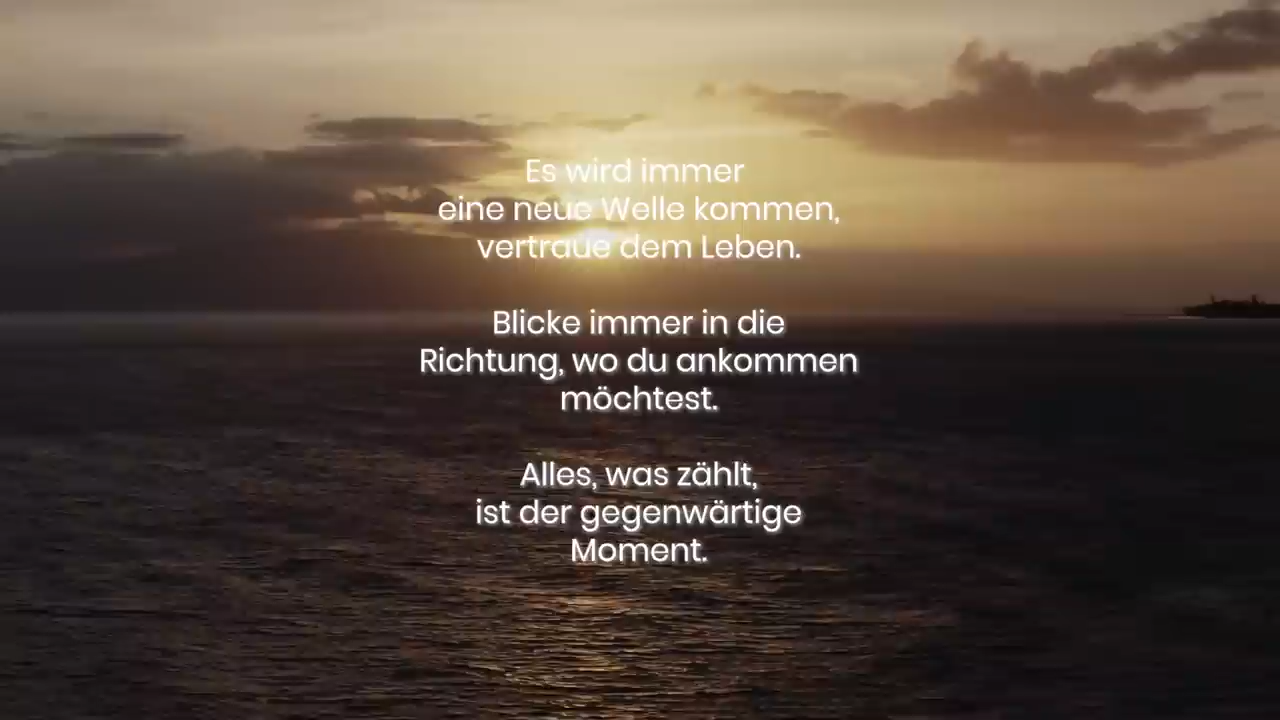 Es wird immer
eine neue Welle kommen,
vertraue dem Leben.
Blicke immer in die
Richtung, wo du ankommen
möchtest.
Alles, was zählt,
ist der gegenwärtige
Moment.